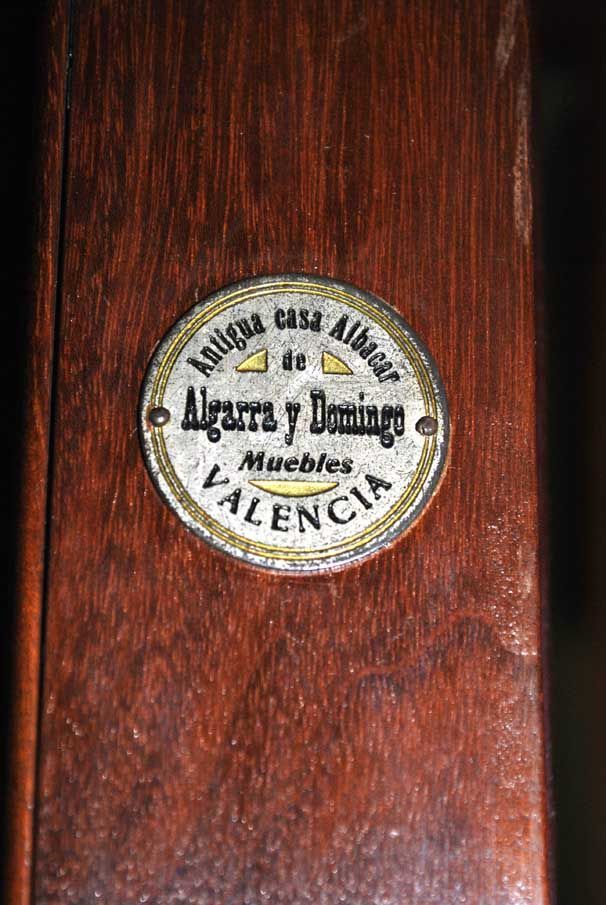 Antigua casa Albacar
de
Algarra y Domingo
Muebles
VALENCIA